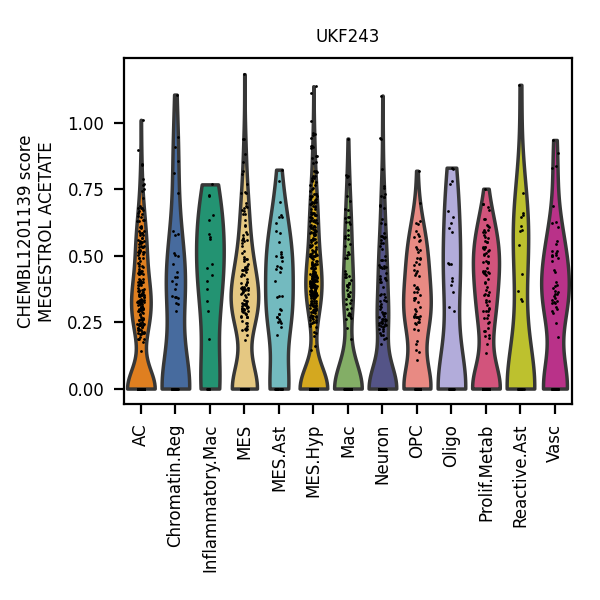 UKF243
CHEMBL1201139 score
MEGESTROL ACETATE
1.00
0.75
0.50
0.25
0.00
AC
Chromatin.Reg
Inflammatory.Mac
MES
MES.Ast
MES.Hyp
Mac
Neuron
OPC
Oligo
Prolif.Metab
Reactive.Ast
Vasc